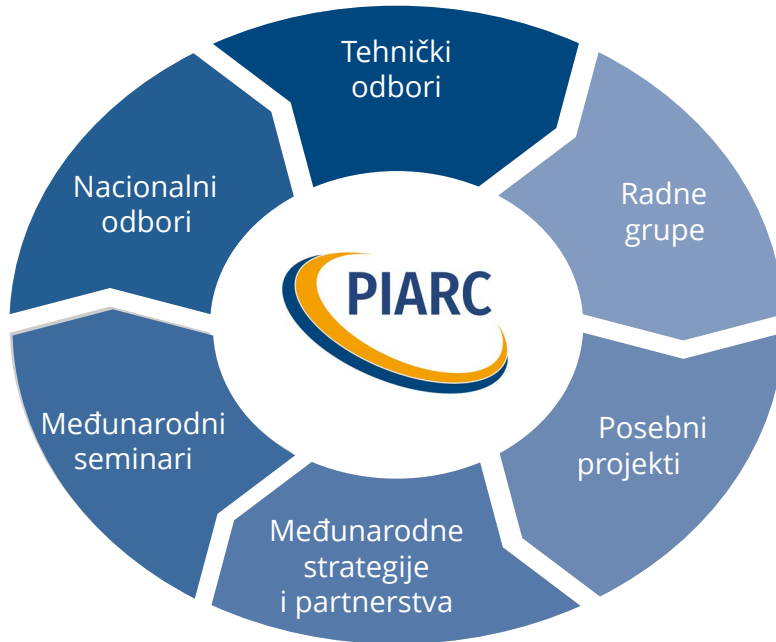 Tehnički
odbori
Radne
grupe
Posebni
projekti
Međunarodne
strategije
i partnerstva
Međunarodni
seminari
Nacionalni
odbori
PIARC